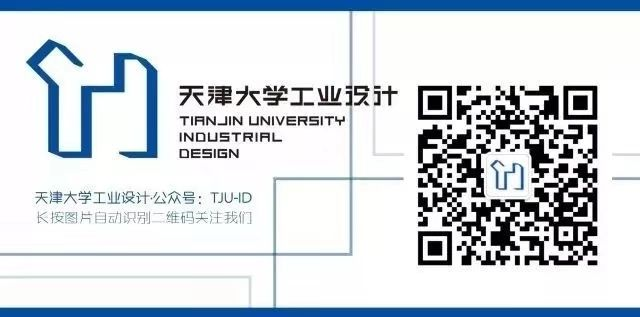 天津大学工业设计
TIANJIN UNIVERSITY
INDUSTRIAL
DESIGN
天津大学工业设计·公众号：TJU-ID
长按图片自动识别二维码关注我们